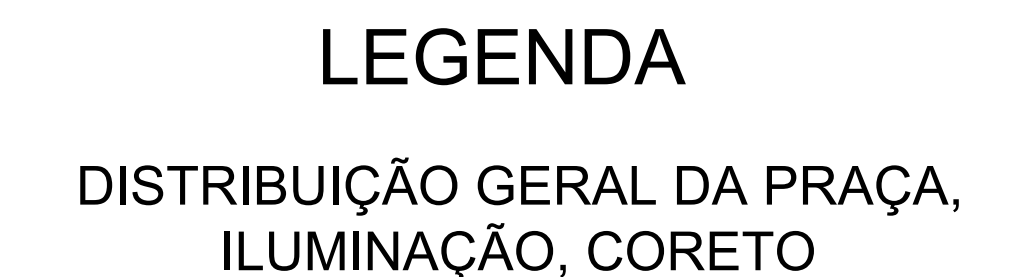 LEGENDA
DISTRIBUIÇÃO GERAL DA PRAÇA,
ILUMINAÇÃO, CORETO